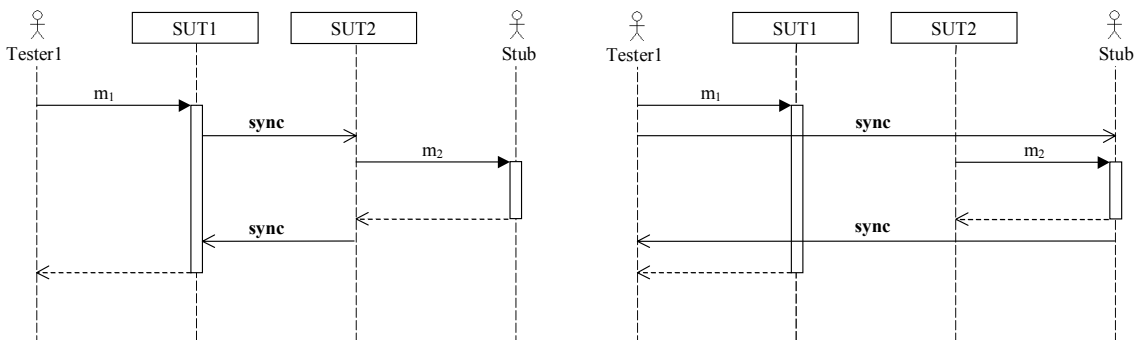 SUT1 SUT2 SUT1 SUT2
Tester1 Stub Tester1 Stub
m₁ m₁
sync sync
m₂ m₂
sync sync